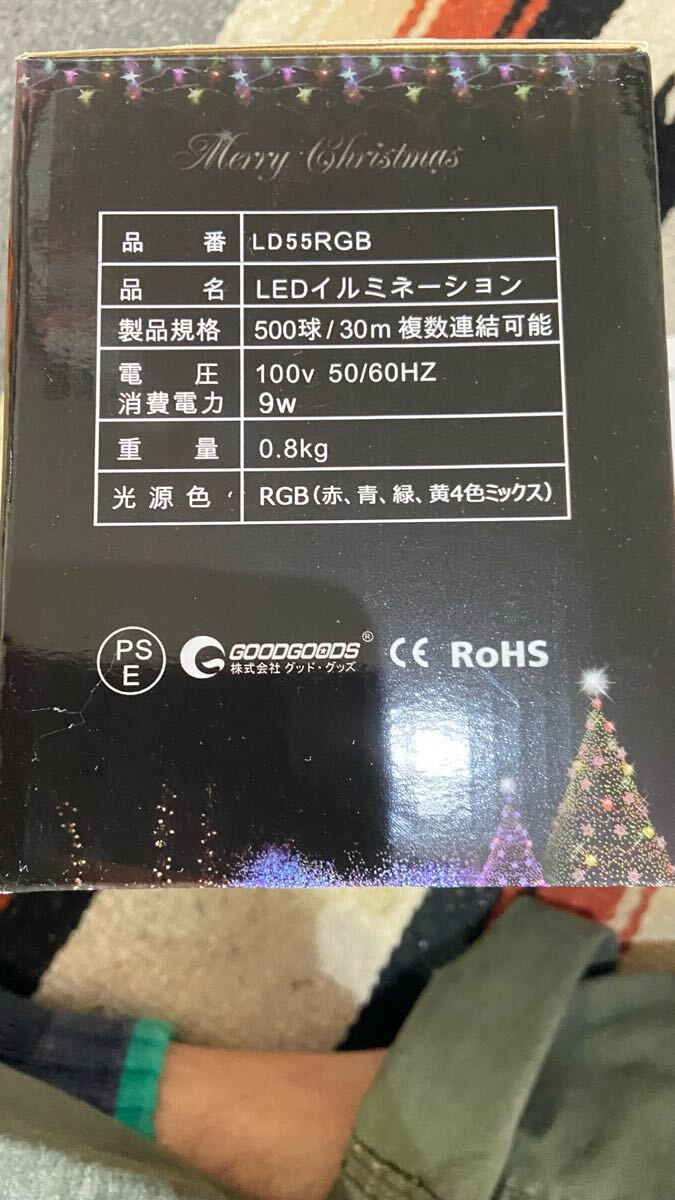 Merry Christmas
品 番 LD55RGB
品 名 LEDイルミネーション
製品規格 500球/30m 複数連結可能
電 圧 100v 50/60HZ
消費電力 9w
重 量 0.8kg
光源色 RGB(赤、青、緑、黄4色ミックス)
PS
E
GOODGOODS®
株式会社 グッド・グッズ
CE RoHS